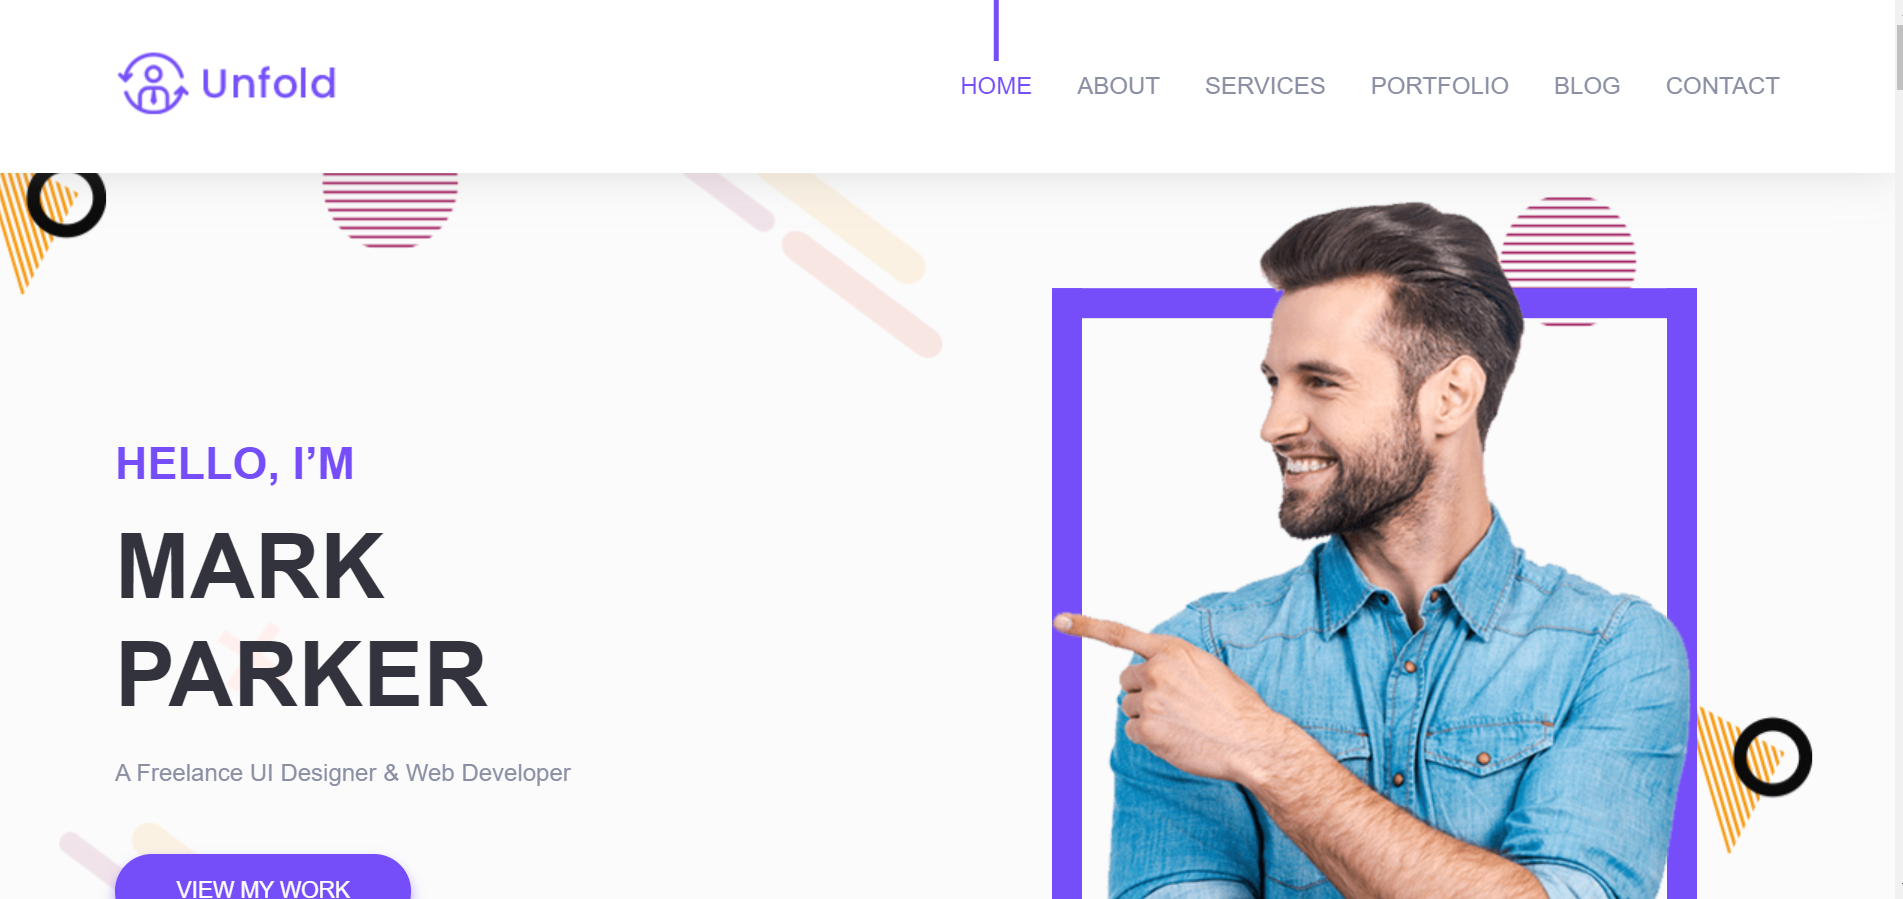 Unfold
HOME ABOUT SERVICES PORTFOLIO BLOG CONTACT
HELLO, I’M
MARK
PARKER
A Freelance UI Designer & Web Developer
VIEW MY WORK